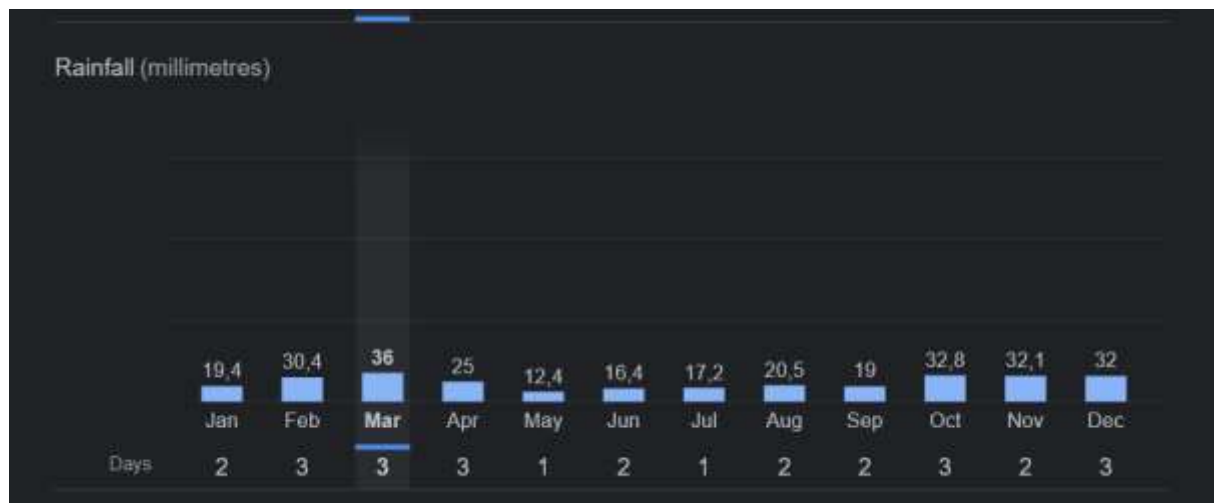 Rainfall (millimetres)
19,4 30,4 36 25 12,4 16,4 17,2 20,5 19 32,8 32,1 32
Jan Feb Mar Apr May Jun Jul Aug Sep Oct Nov Dec
Days 2 3 3 3 1 2 1 2 2 3 2 3